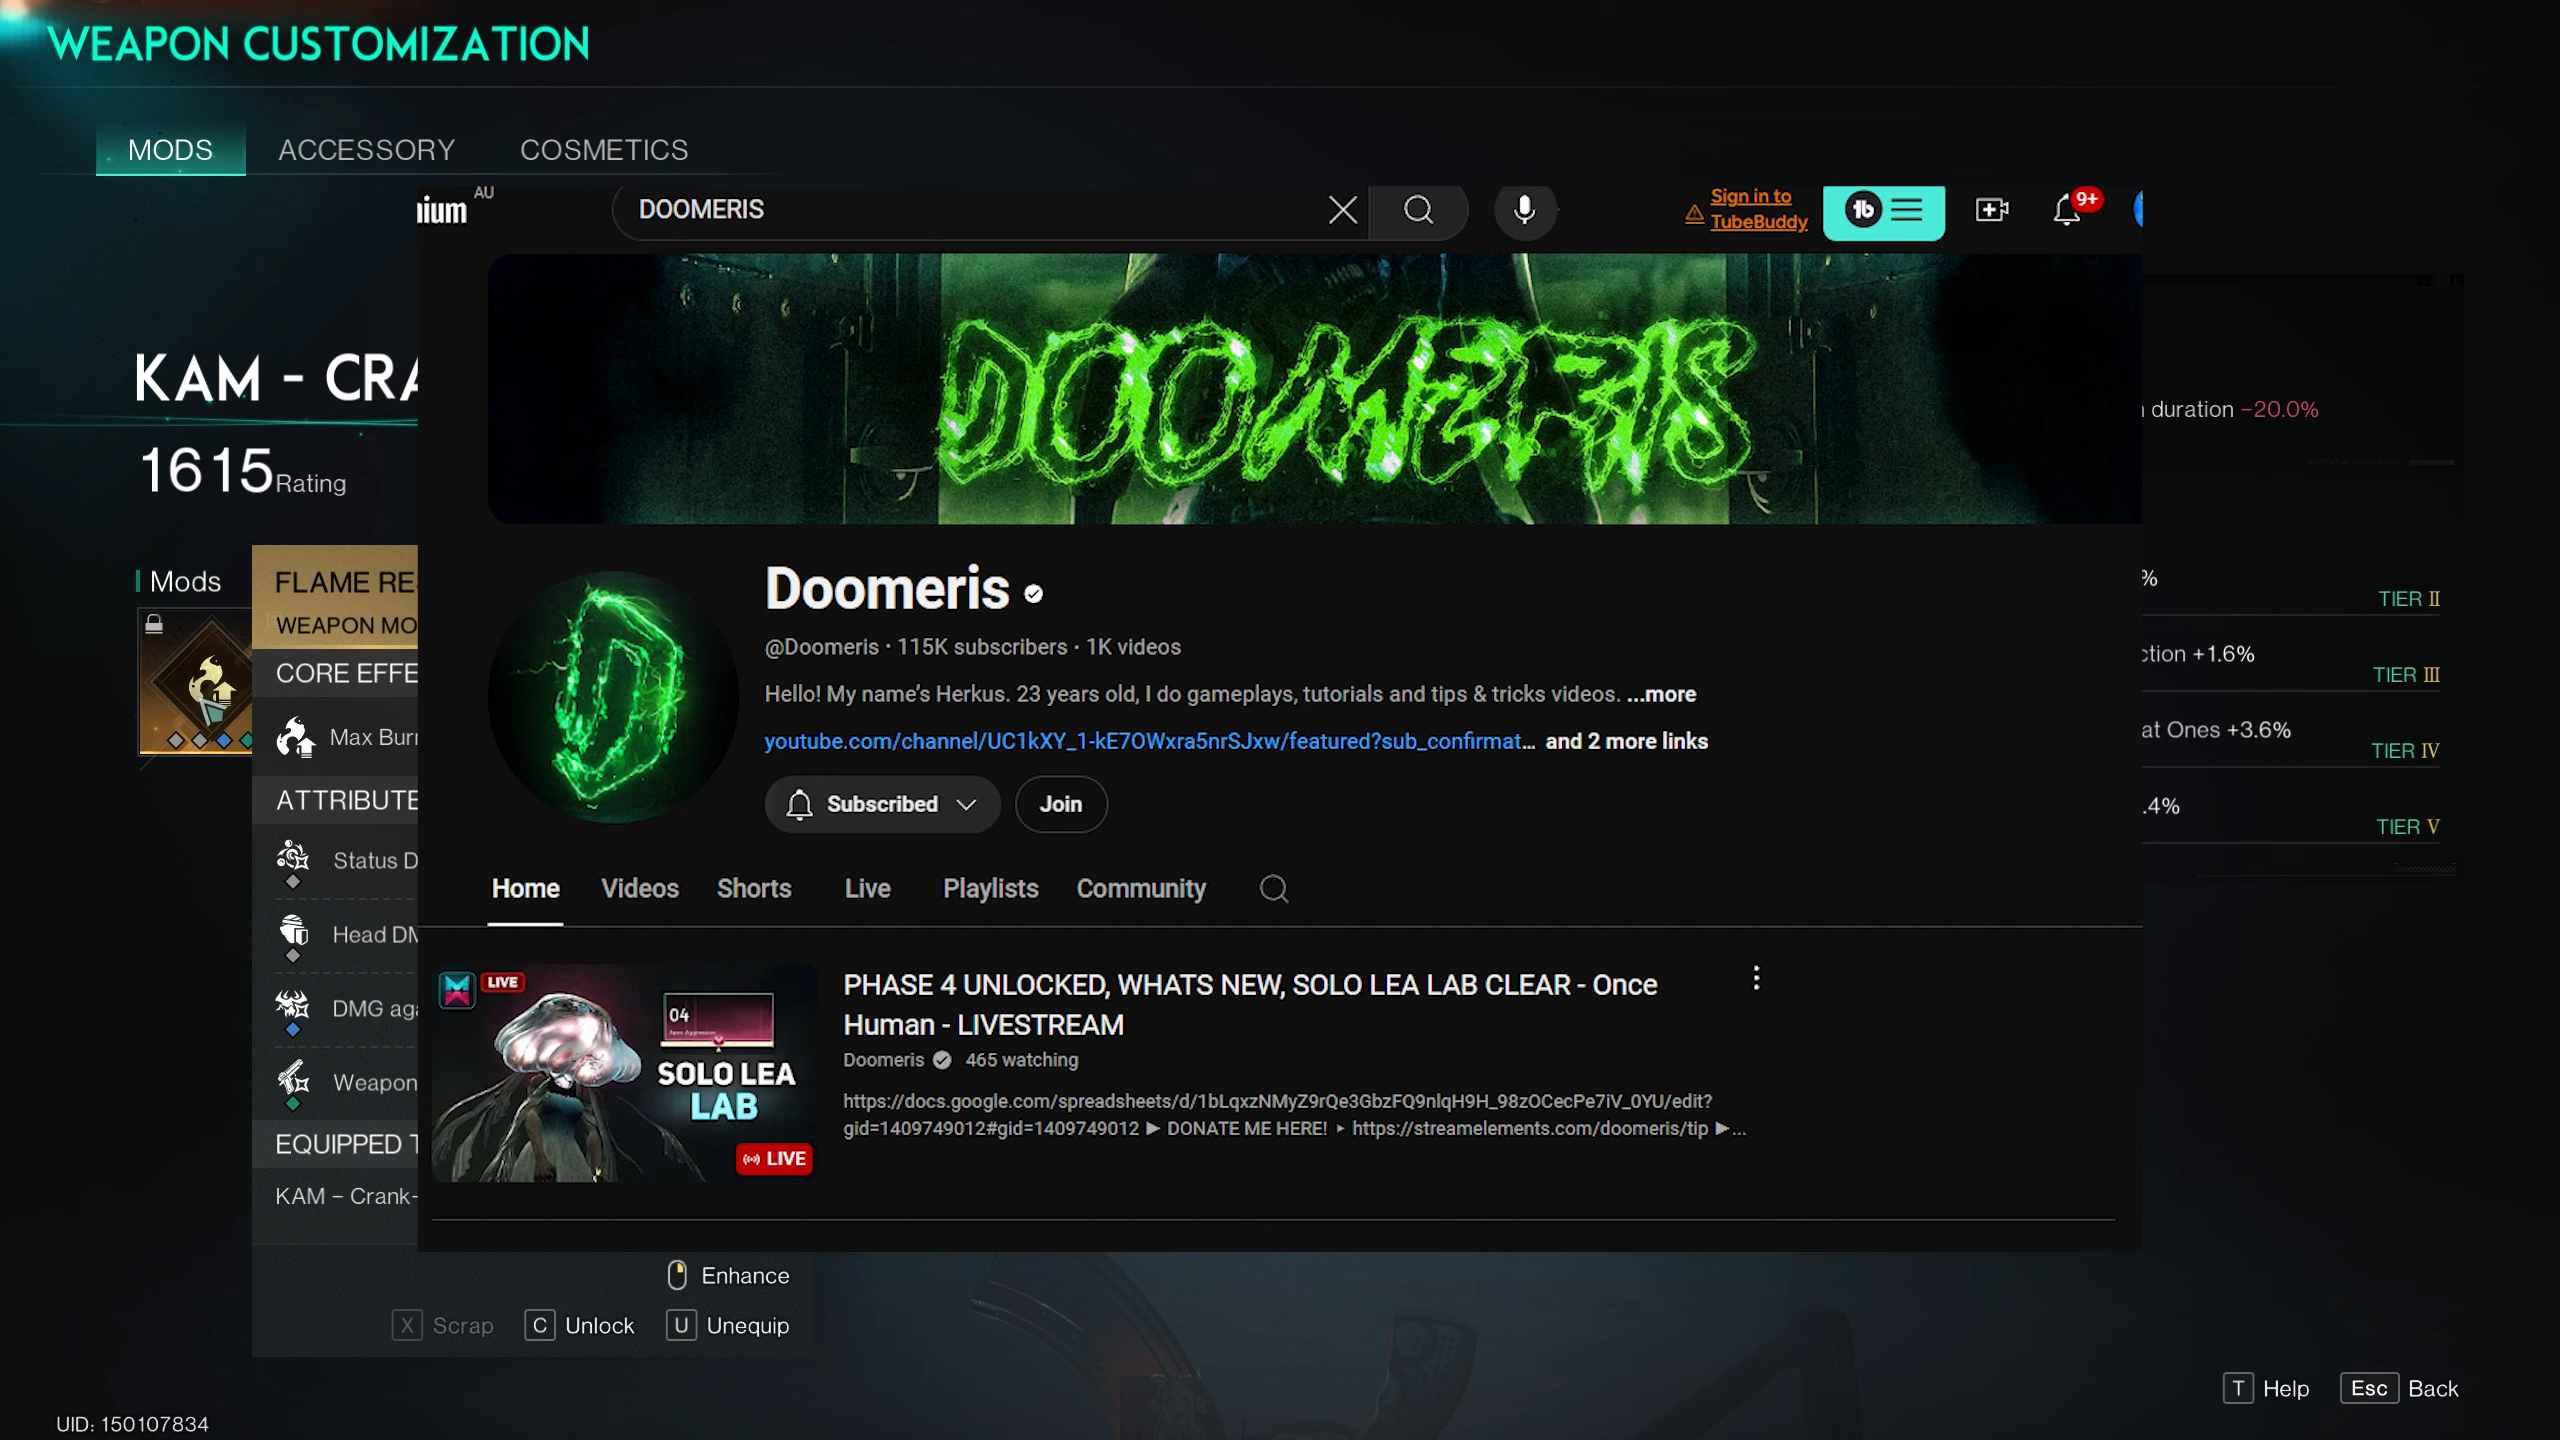 WEAPON CUSTOMIZATION
MODS ACCESSORY COSMETICS
nium AU
DOOMERIS
Sign in to
TubeBuddy
9+
DOOMERIS
KAM - CRA
1615 Rating
duration −20.0%
Mods
FLAME RE
WEAPON MO
CORE EFFE
Max Burn
ATTRIBUTE
Status D
Head DM
DMG aga
Weapon
EQUIPPED T
KAM – Crank-
Doomeris
@Doomeris · 115K subscribers · 1K videos
Hello! My name's Herkus. 23 years old, I do gameplays, tutorials and tips & tricks videos. ...more
youtube.com/channel/UC1kXY_1-kE7OWxra5nrSJxw/featured?sub_confirmat... and 2 more links
Subscribed
Join
Home Videos Shorts Live Playlists Community
LIVE
04
SOLO LEA
LAB
LIVE
PHASE 4 UNLOCKED, WHATS NEW, SOLO LEA LAB CLEAR - Once
Human - LIVESTREAM
Doomeris 465 watching
https://docs.google.com/spreadsheets/d/1bLqxzNMyZ9rQe3GbzFQ9nlqH9H_98zOCecPe7iV_0YU/edit?
gid=1409749012#gid=1409749012 ► DONATE ME HERE! ‣ https://streamelements.com/doomeris/tip ►...
%
TIER II
ction +1.6%
TIER III
at Ones +3.6%
TIER IV
.4%
TIER V
Enhance
X Scrap C Unlock U Unequip
T Help Esc Back
UID: 150107834